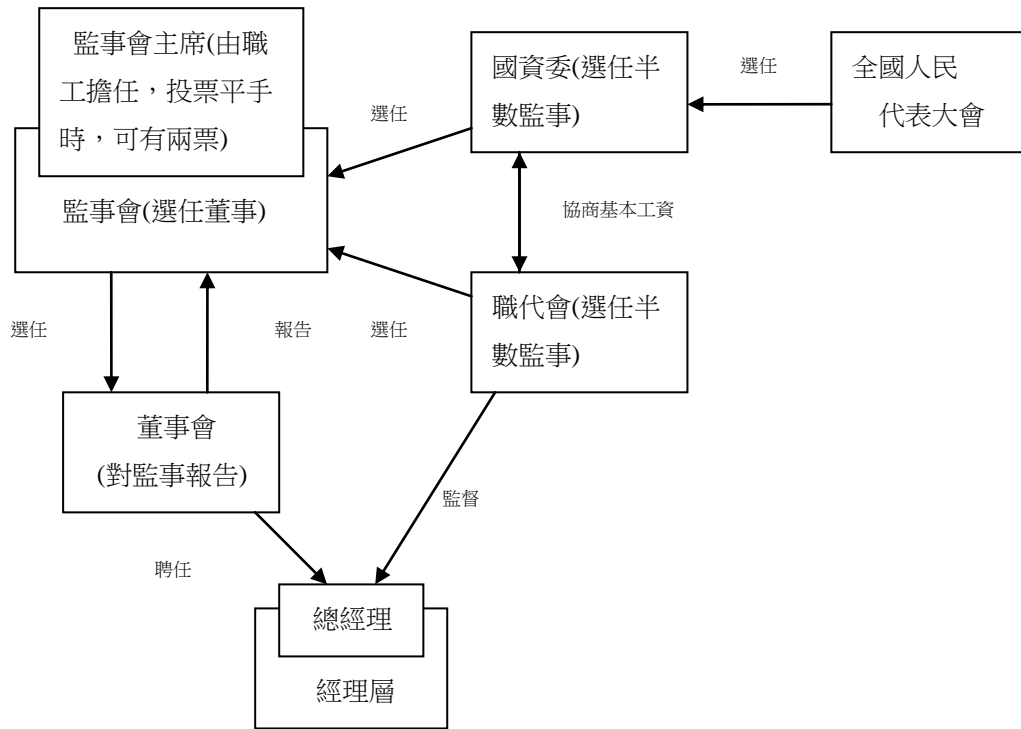 監事會主席(由職
工擔任，投票平手
時，可有兩票)
監事會(選任董事)
選任
國資委(選任半
數監事)
選任
全國人民
代表大會
協商基本工資
選任
職代會(選任半
數監事)
選任
報告
董事會
(對監事報告)
監督
聘任
總經理
經理層